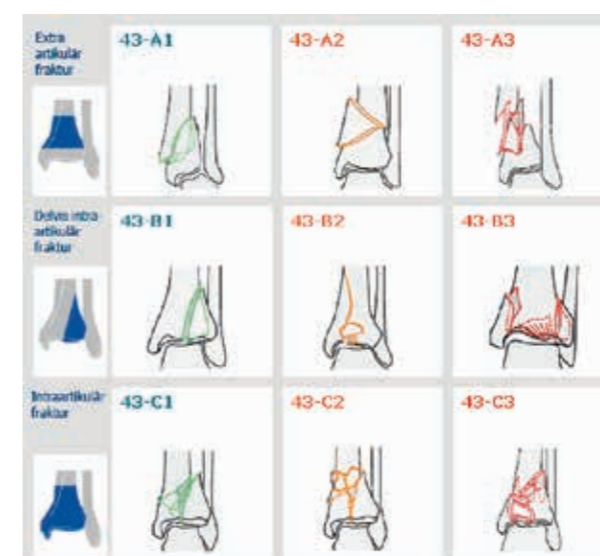 Extra
artikulär
fraktur
43-A1
43-A2
43-A3
Delvis intra-
artikulär
fraktur
43-B1
43-B2
43-B3
Intraartikulär
fraktur
43-C1
43-C2
43-C3